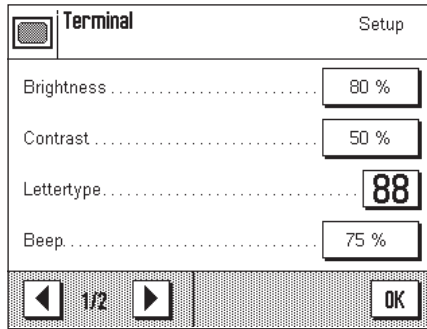 Terminal Setup
Brightness............................ 80 %
Contrast............................... 50 %
Lettertype................................. 88
Beep.................................. 75 %
1/2 OK